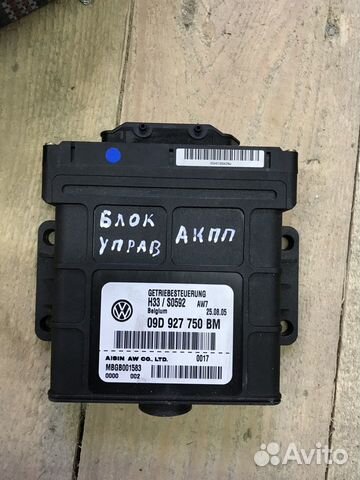 БЛОК
УПРАВ
АКПП
GETRIEBESTEUERUNG
H33 / S0592 AW7
Belgium 25.08.05
09D 927 750 BM
AISIN AW CO., LTD.
MBGB001583 0017
0000 002
Avito